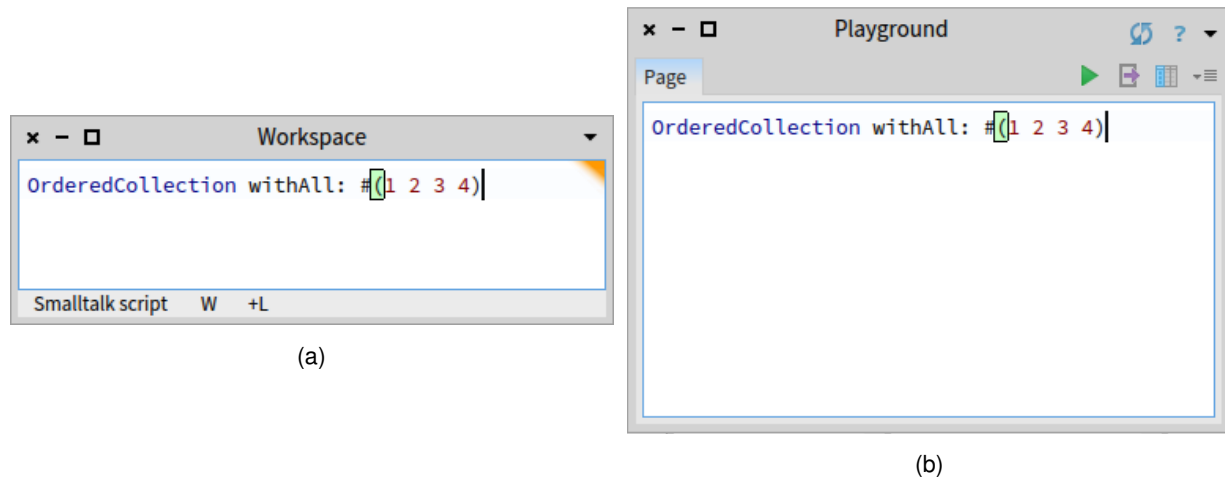 Workspace
OrderedCollection withAll: #(1 2 3 4)
Smalltalk script W +L
(a)
Playground
?
Page
OrderedCollection withAll: #(1 2 3 4)
(b)